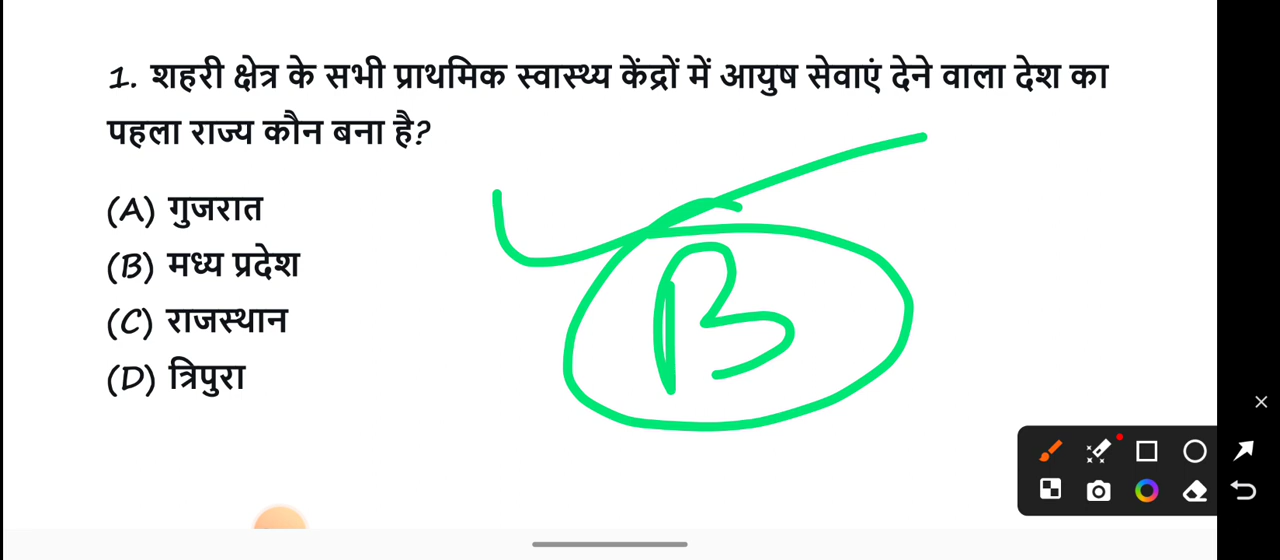 1. शहरी क्षेत्र के सभी प्राथमिक स्वास्थ्य केंद्रों में आयुष सेवाएं देने वाला देश का
पहला राज्य कौन बना है?
(A) गुजरात
(B) मध्य प्रदेश
(C) राजस्थान
(D) त्रिपुरा
B